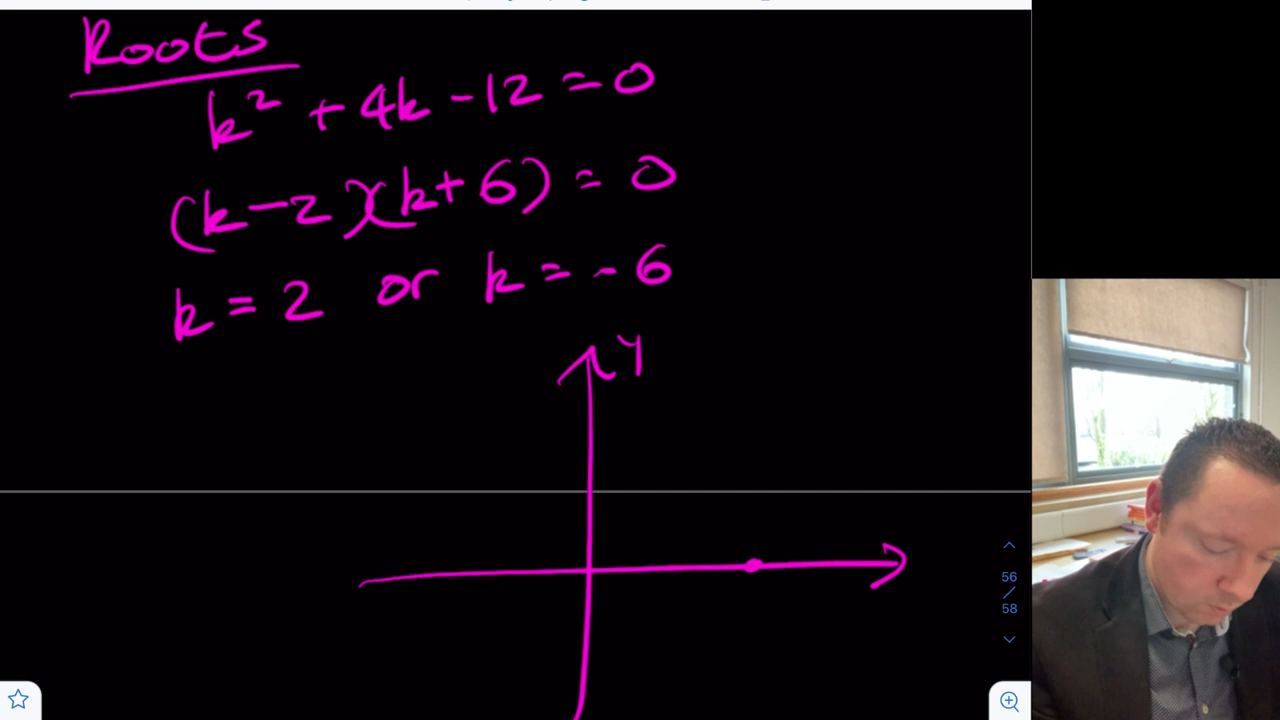 Roots
k² + 4k - 12 = 0
(k - 2)(k + 6) = 0
k = 2 or k = - 6
y
56
/
58